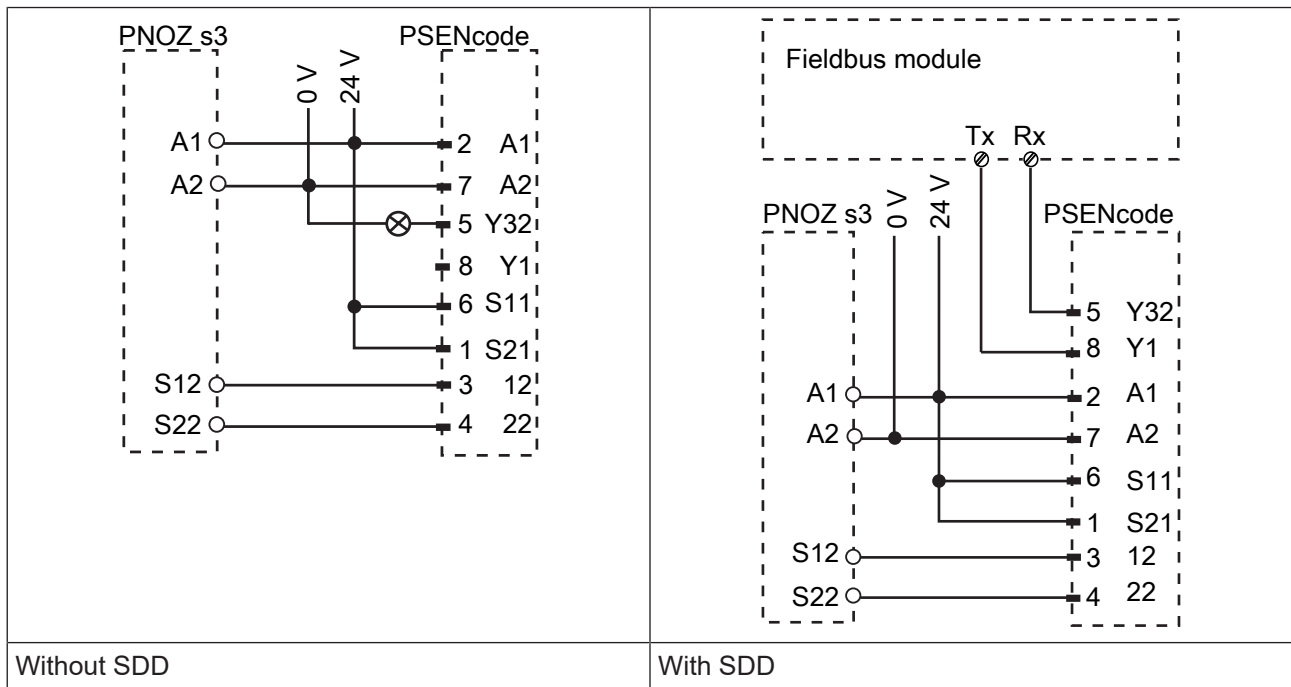 PNOZ s3 PSENcode
0 V
24 V
A1 2 A1
A2 7 A2
5 Y32
8 Y1
6 S11
1 S21
S12 3 12
S22 4 22
Without SDD
Fieldbus module
Tx Rx
PNOZ s3 PSENcode
0 V
24 V
5 Y32
8 Y1
A1 2 A1
A2 7 A2
6 S11
1 S21
S12 3 12
S22 4 22
With SDD